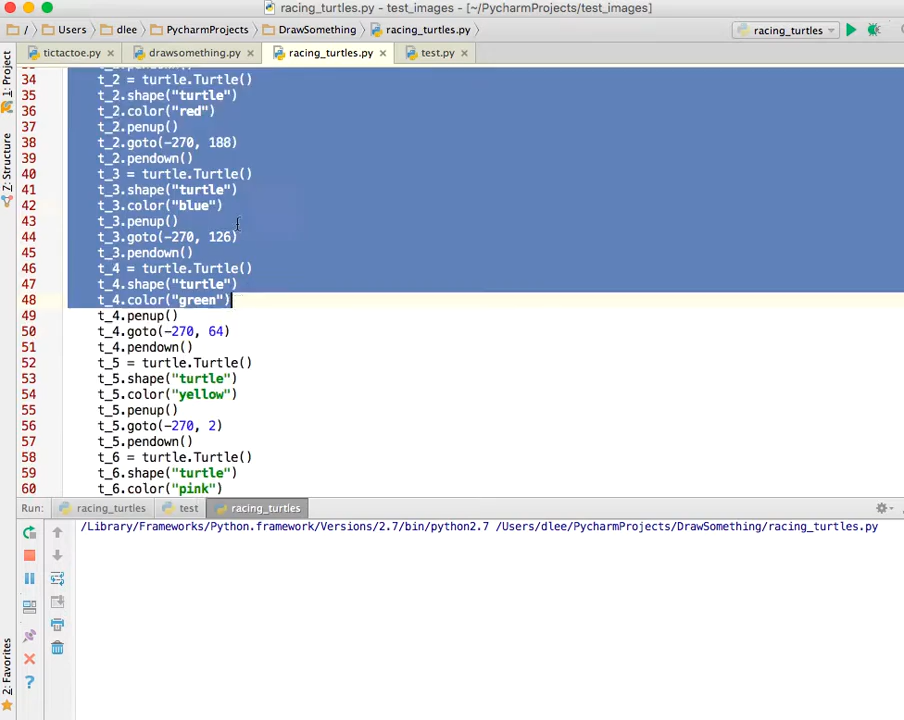 racing_turtles.py - test_images - [~/PycharmProjects/test_images]
/ Users dlee PycharmProjects DrawSomething racing_turtles.py racing_turtles
tictactoe.py × drawsomething.py × racing_turtles.py × test.py ×
1: Project
7: Structure
2: Favorites
34 t_2 = turtle.Turtle()
35 t_2.shape("turtle")
36 t_2.color("red")
37 t_2.penup()
38 t_2.goto(-270, 188)
39 t_2.pendown()
40 t_3 = turtle.Turtle()
41 t_3.shape("turtle")
42 t_3.color("blue")
43 t_3.penup()
44 t_3.goto(-270, 126)
45 t_3.pendown()
46 t_4 = turtle.Turtle()
47 t_4.shape("turtle")
48 t_4.color("green")
49 t_4.penup()
50 t_4.goto(-270, 64)
51 t_4.pendown()
52 t_5 = turtle.Turtle()
53 t_5.shape("turtle")
54 t_5.color("yellow")
55 t_5.penup()
56 t_5.goto(-270, 2)
57 t_5.pendown()
58 t_6 = turtle.Turtle()
59 t_6.shape("turtle")
60 t_6.color("pink")
Run: racing_turtles test racing_turtles
/Library/Frameworks/Python.framework/Versions/2.7/bin/python2.7 /Users/dlee/PycharmProjects/DrawSomething/racing_turtles.py